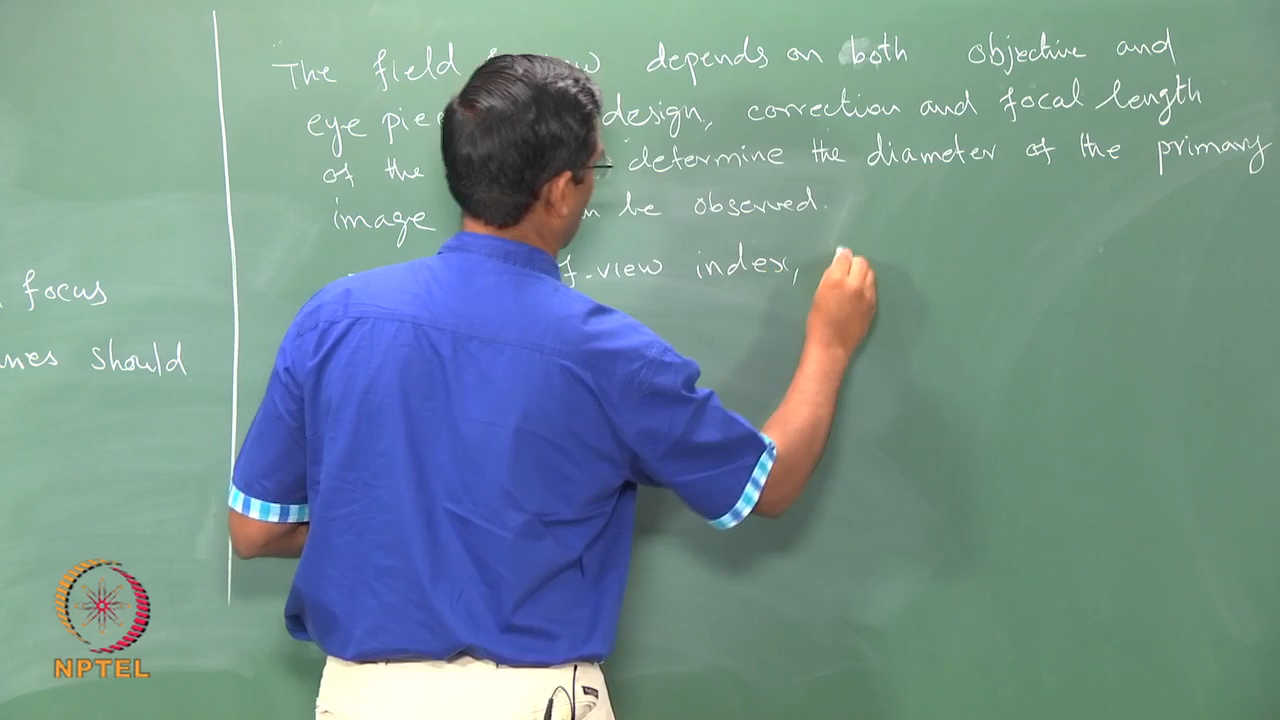 focus
should
The field view depends on both objective and
eye design, correction and focal length
of the determine the diameter of the primary
image be observed.
f-view index,
NPTEL